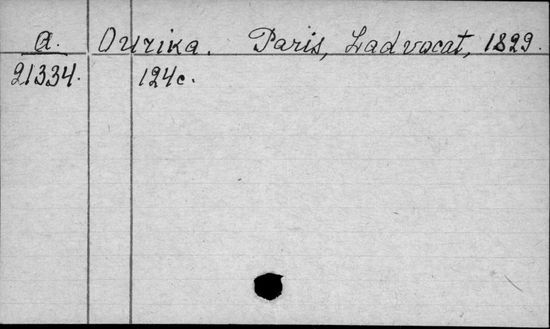 a. Ourika. Paris, Ladvocat, 1829.
21334. 124c.